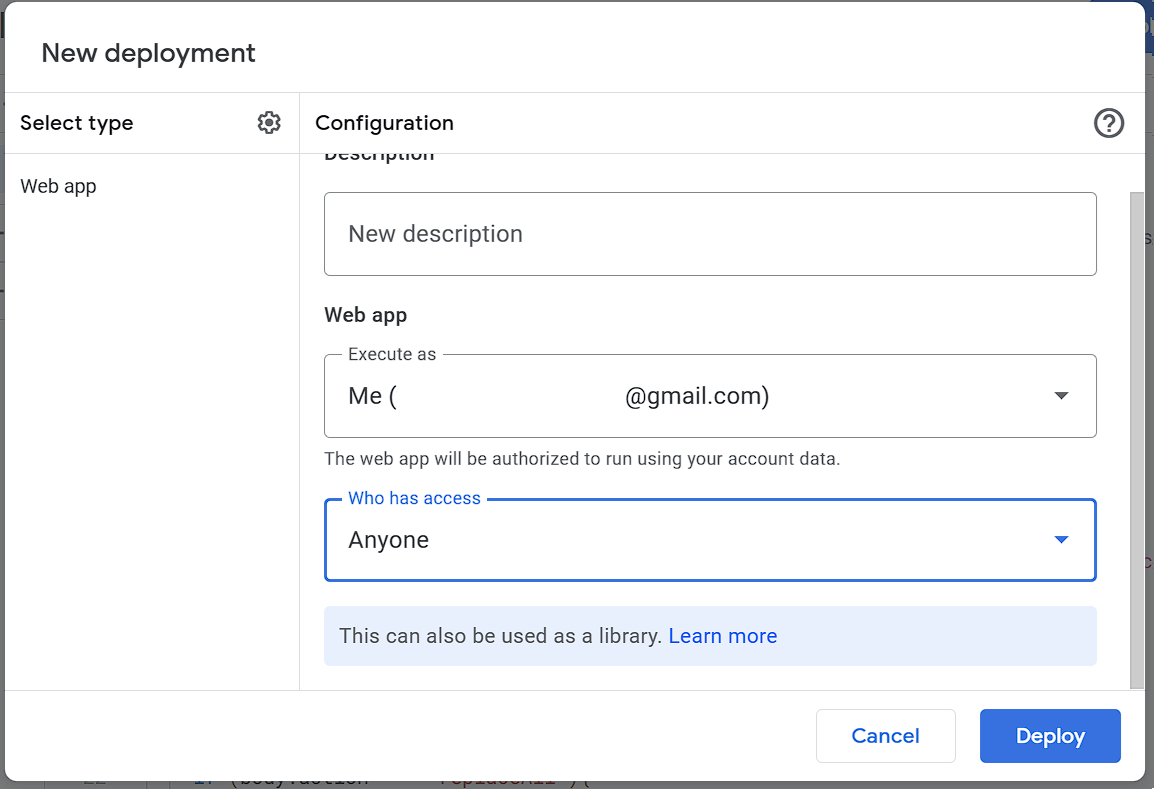 New deployment
Select type
Configuration
Description
Web app
New description
Web app
Execute as
Me ( @gmail.com)
The web app will be authorized to run using your account data.
Who has access
Anyone
This can also be used as a library. Learn more
Cancel
Deploy